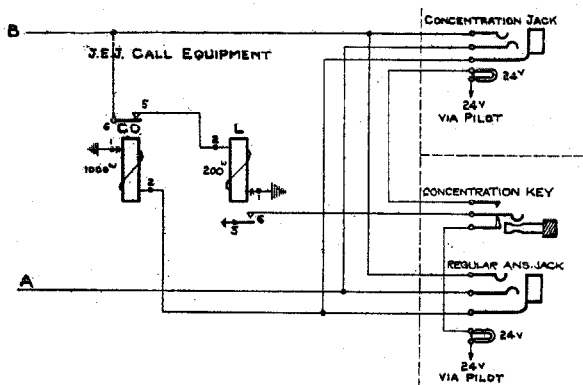 CONCENTRATION JACK
B
J.E.J. CALL EQUIPMENT
24V
24V
VIA PILOT
5
6
CO
L
1
2
1000ω
200ω
2
1
CONCENTRATION KEY
6
5
REGULAR ANS. JACK
A
24V
24V
VIA PILOT